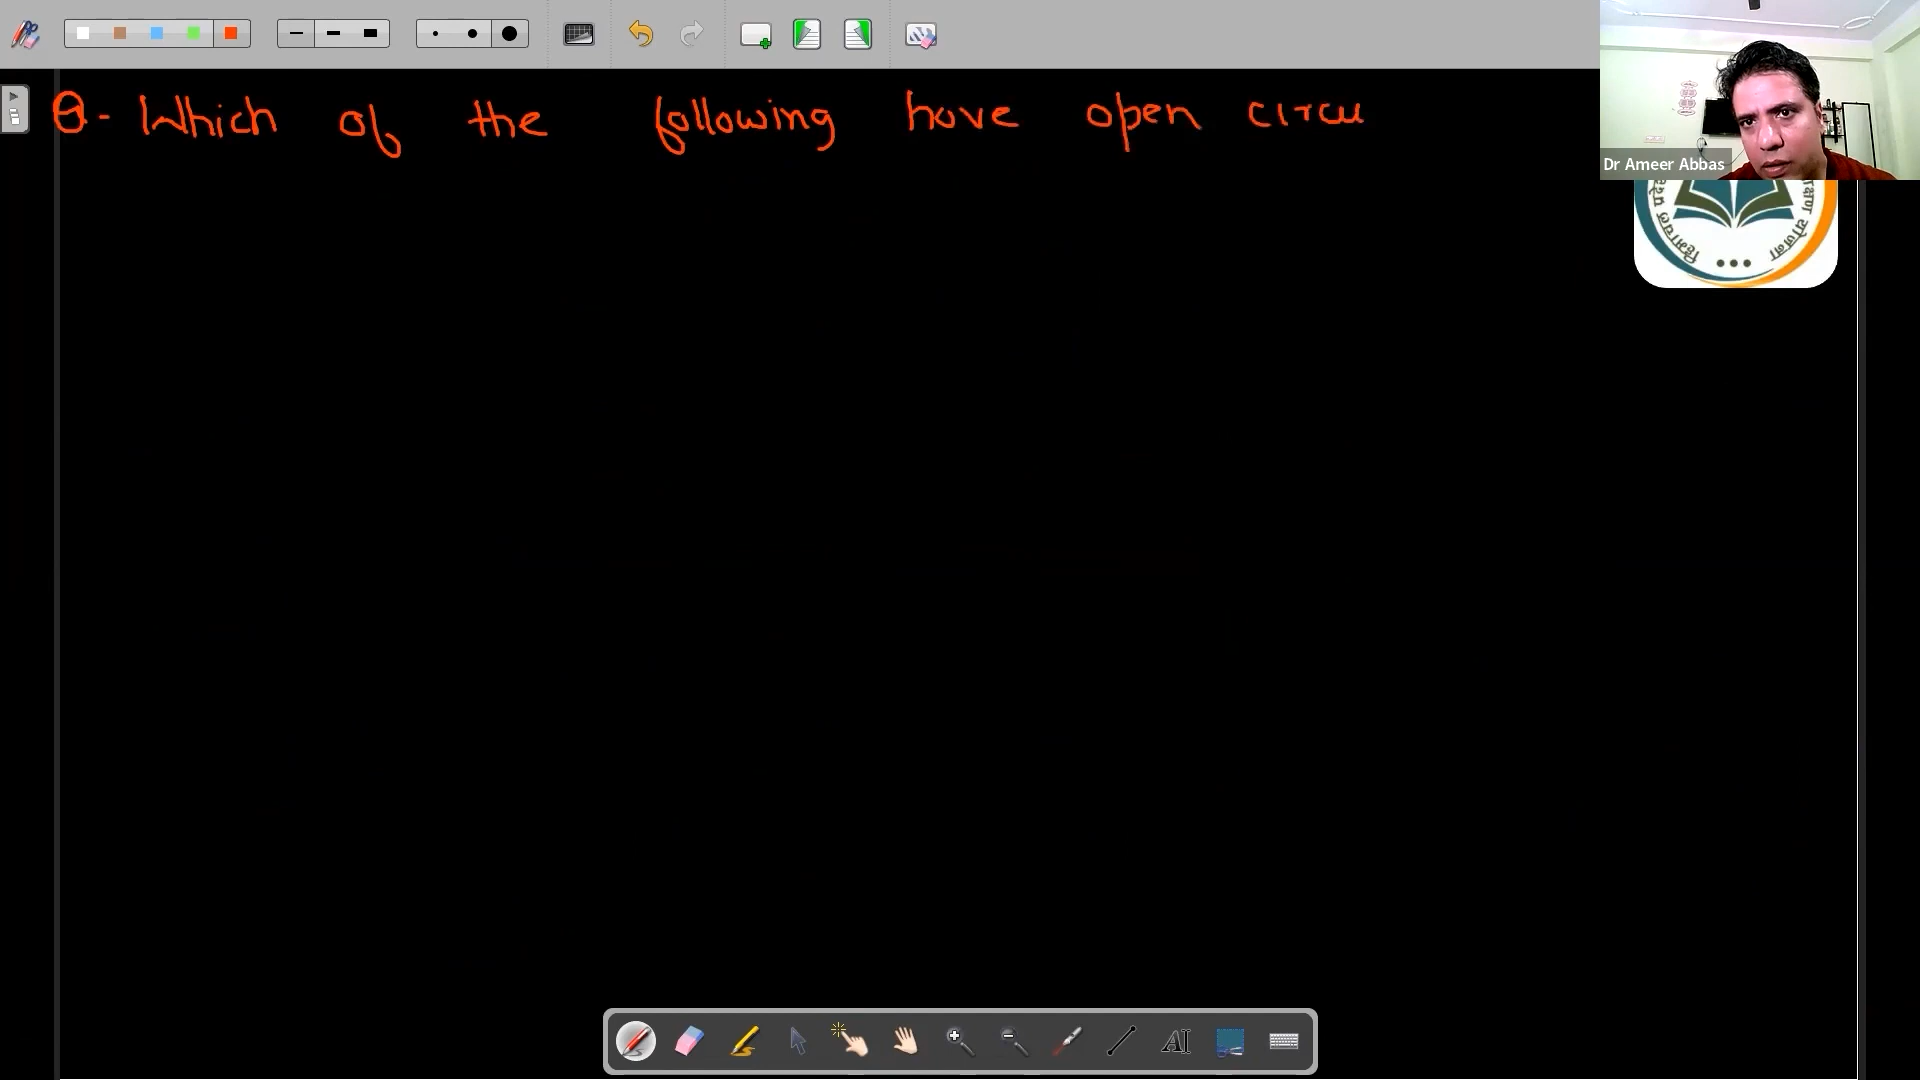 Q- Which of the following have open circu
Dr Ameer Abbas